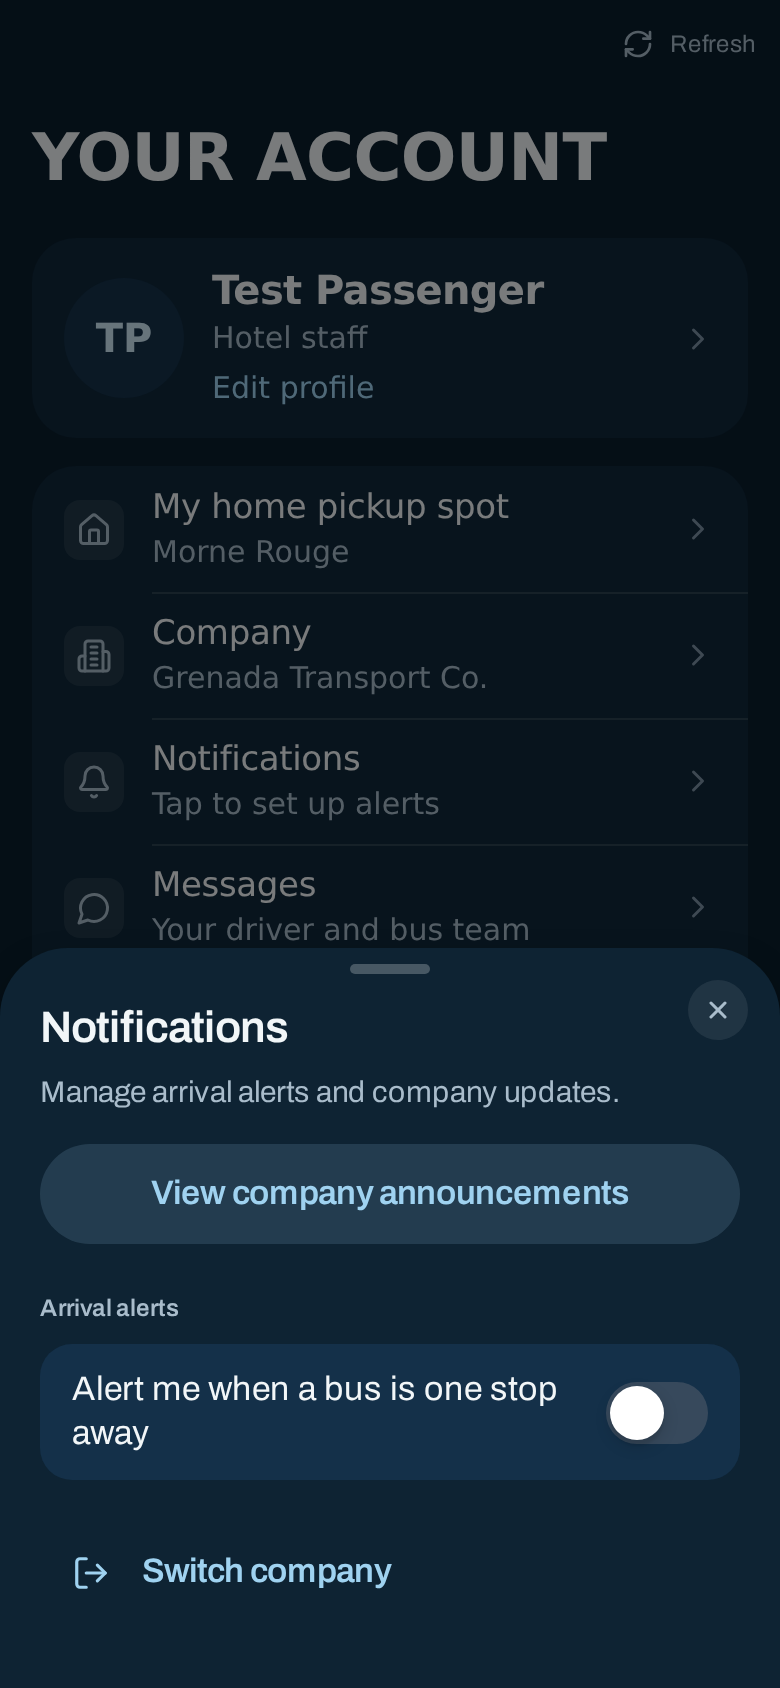 Refresh
YOUR ACCOUNT
TP
Test Passenger
Hotel staff
Edit profile
My home pickup spot
Morne Rouge
Company
Grenada Transport Co.
Notifications
Tap to set up alerts
Messages
Your driver and bus team
Notifications
Manage arrival alerts and company updates.
View company announcements
Arrival alerts
Alert me when a bus is one stop
away
Switch company